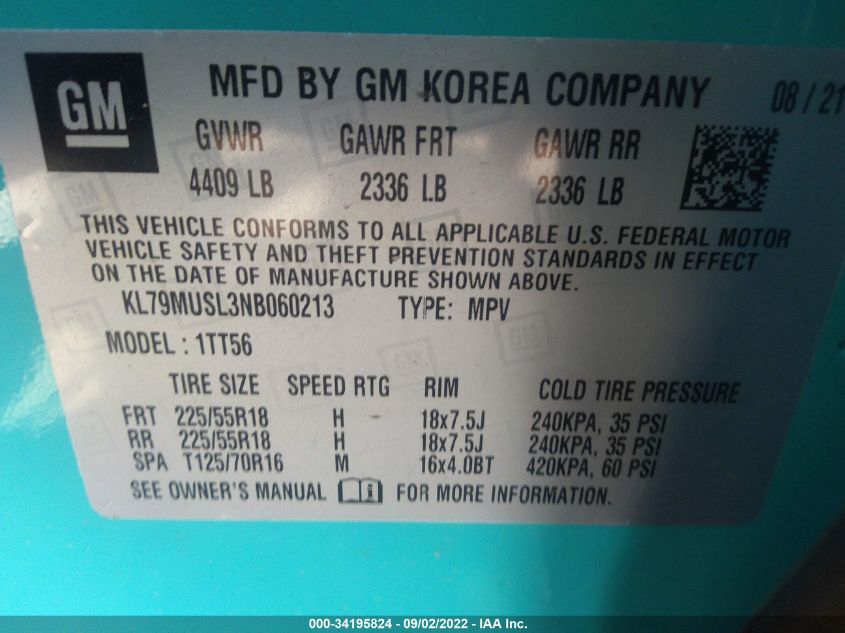 GM
MFD BY GM KOREA COMPANY 08/21
GVWR GAWR FRT GAWR RR
4409 LB 2336 LB 2336 LB
THIS VEHICLE CONFORMS TO ALL APPLICABLE U.S. FEDERAL MOTOR
VEHICLE SAFETY AND THEFT PREVENTION STANDARDS IN EFFECT
ON THE DATE OF MANUFACTURE SHOWN ABOVE.
KL79MUSL3NB060213 TYPE: MPV
MODEL: 1TT56
TIRE SIZE SPEED RTG RIM COLD TIRE PRESSURE
FRT 225/55R18 H 18x7.5J 240KPA, 35 PSI
RR 225/55R18 H 18x7.5J 240KPA, 35 PSI
SPA T125/70R16 M 16x4.0BT 420KPA, 60 PSI
SEE OWNER'S MANUAL FOR MORE INFORMATION.
000-34195824 - 09/02/2022 - IAA Inc.